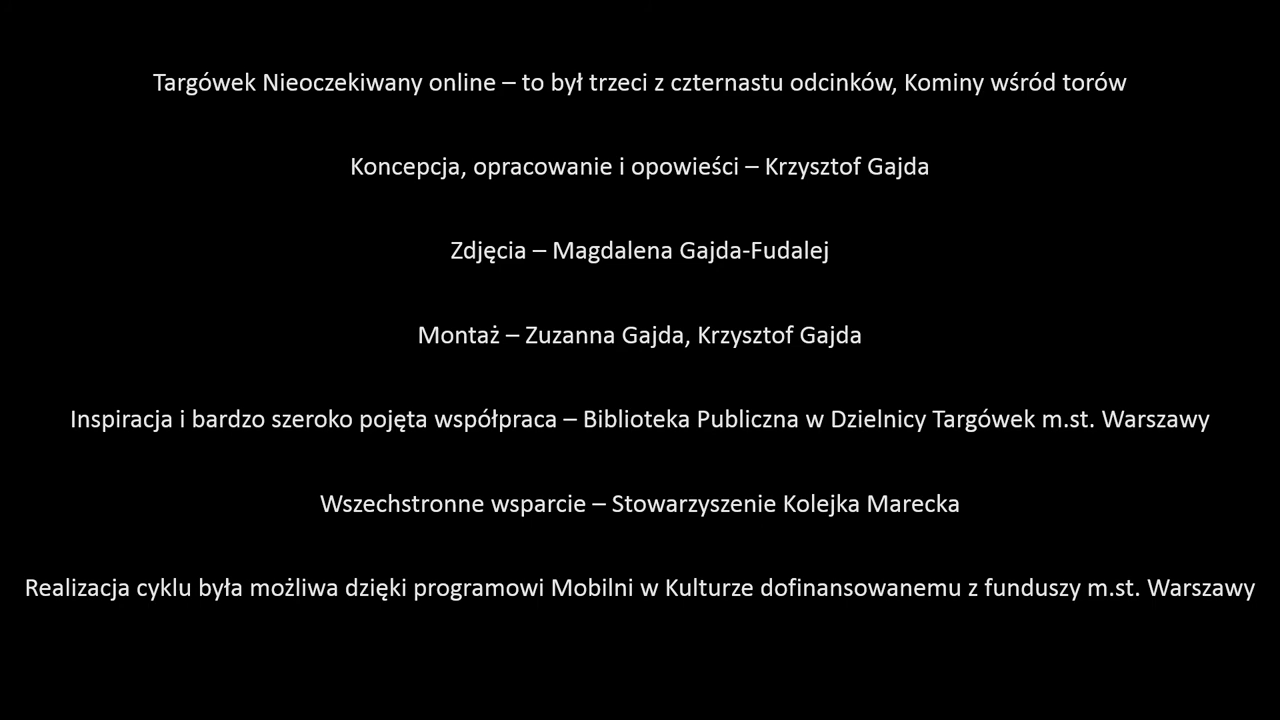 Targówek Nieoczekiwany online – to był trzeci z czternastu odcinków, Kominy wśród torów
Koncepcja, opracowanie i opowieści – Krzysztof Gajda
Zdjęcia – Magdalena Gajda-Fudalej
Montaż – Zuzanna Gajda, Krzysztof Gajda
Inspiracja i bardzo szeroko pojęta współpraca – Biblioteka Publiczna w Dzielnicy Targówek m.st. Warszawy
Wszechstronne wsparcie – Stowarzyszenie Kolejka Marecka
Realizacja cyklu była możliwa dzięki programowi Mobilni w Kulturze dofinansowanemu z funduszy m.st. Warszawy